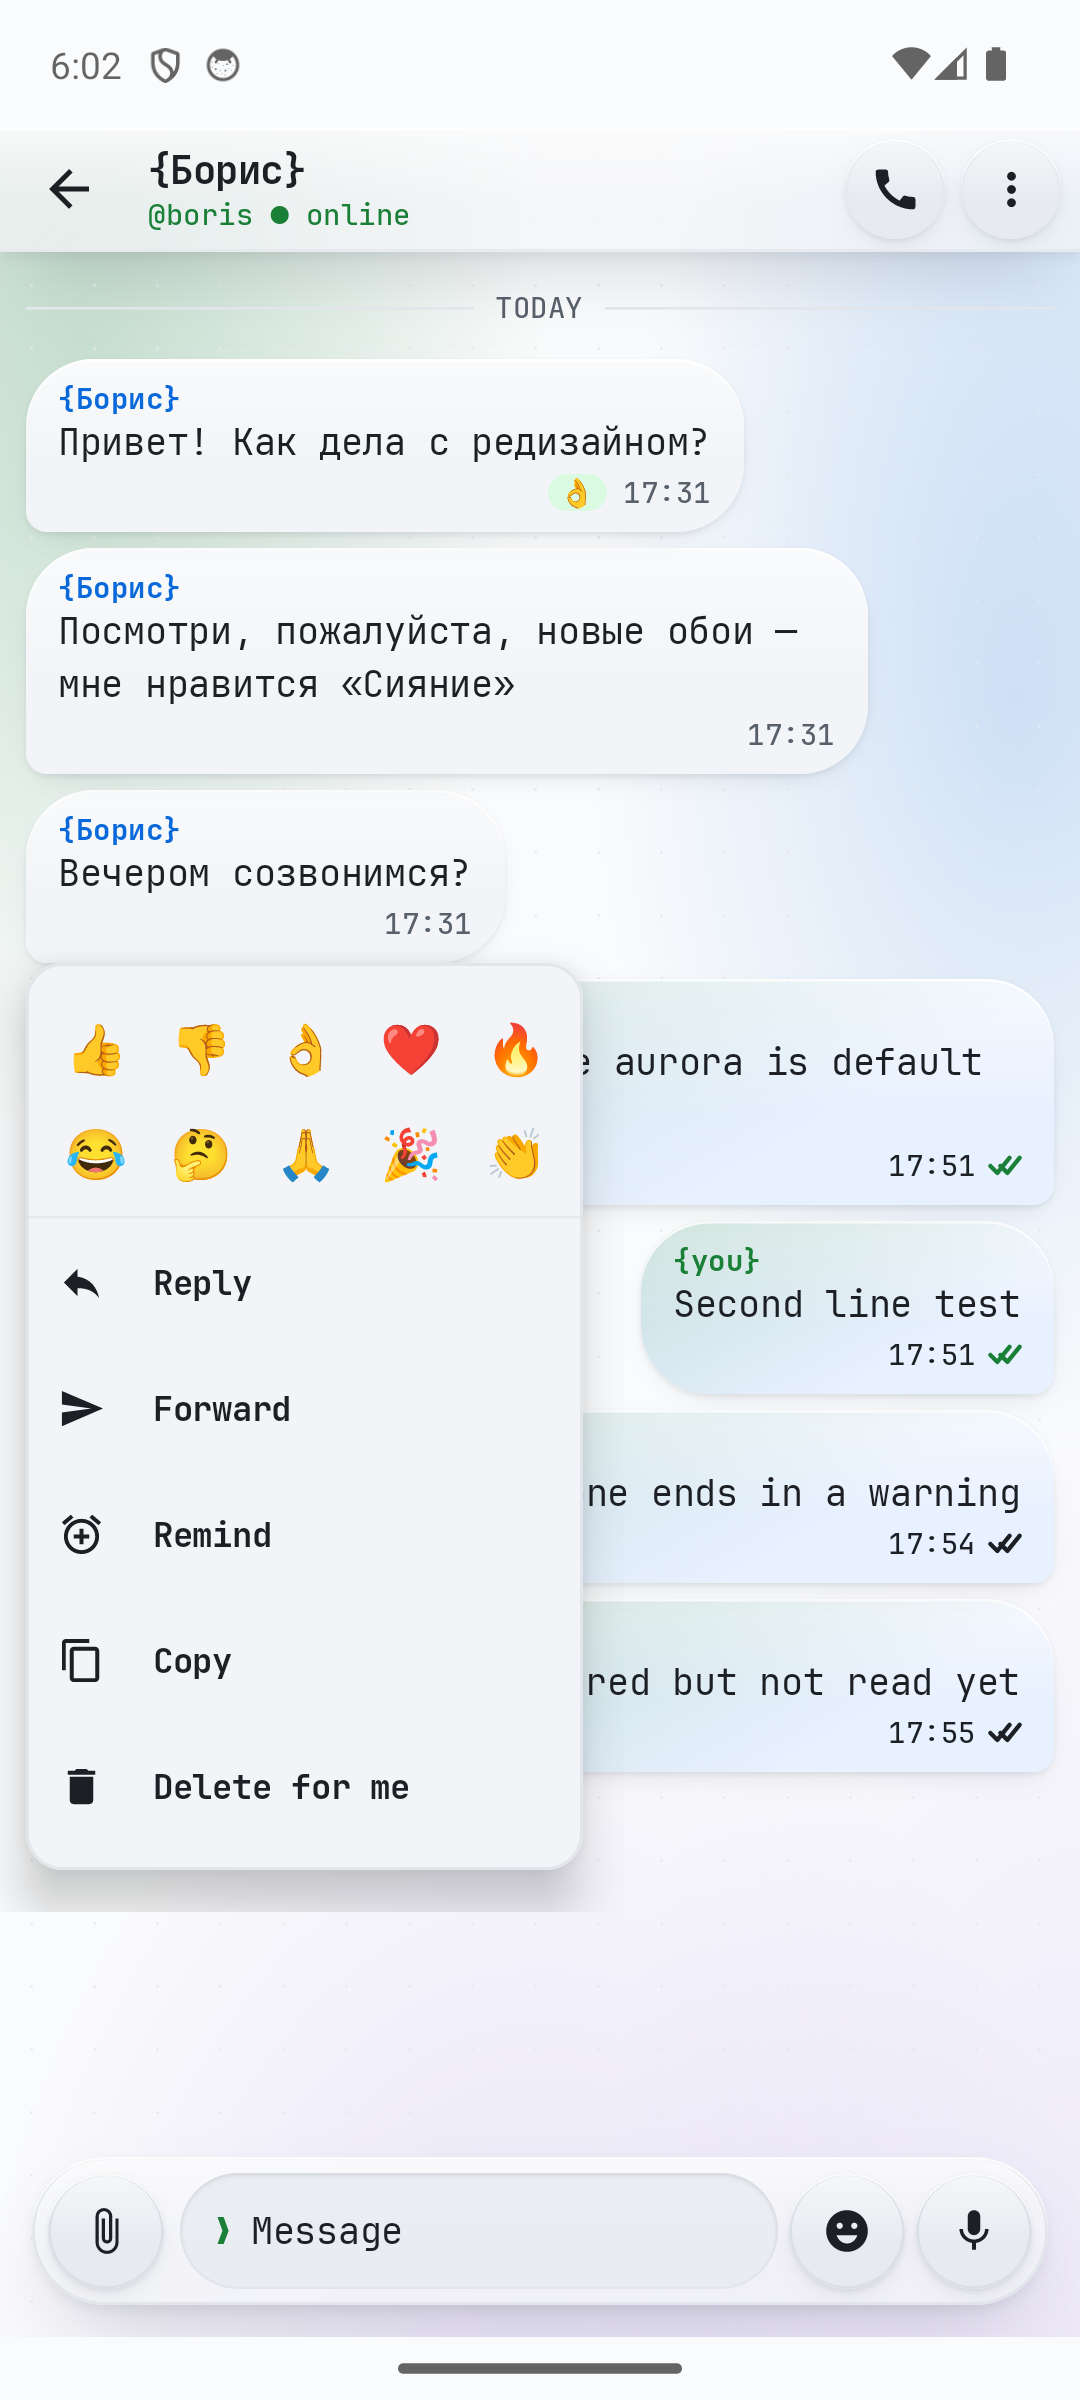 6:02
{Борис}
@boris ● online
TODAY
{Борис}
Привет! Как дела с редизайном?
👌 17:31
{Борис}
Посмотри, пожалуйста, новые обои —
мне нравится «Сияние»
17:31
{Борис}
Вечером созвонимся?
17:31
👍 👎 👌 ❤️ 🔥
😂 🤔 🙏 🎉 👏
aurora is default
17:51
{you}
Second line test
17:51
ends in a warning
17:54
but not read yet
17:55
Reply
Forward
Remind
Copy
Delete for me
❱ Message